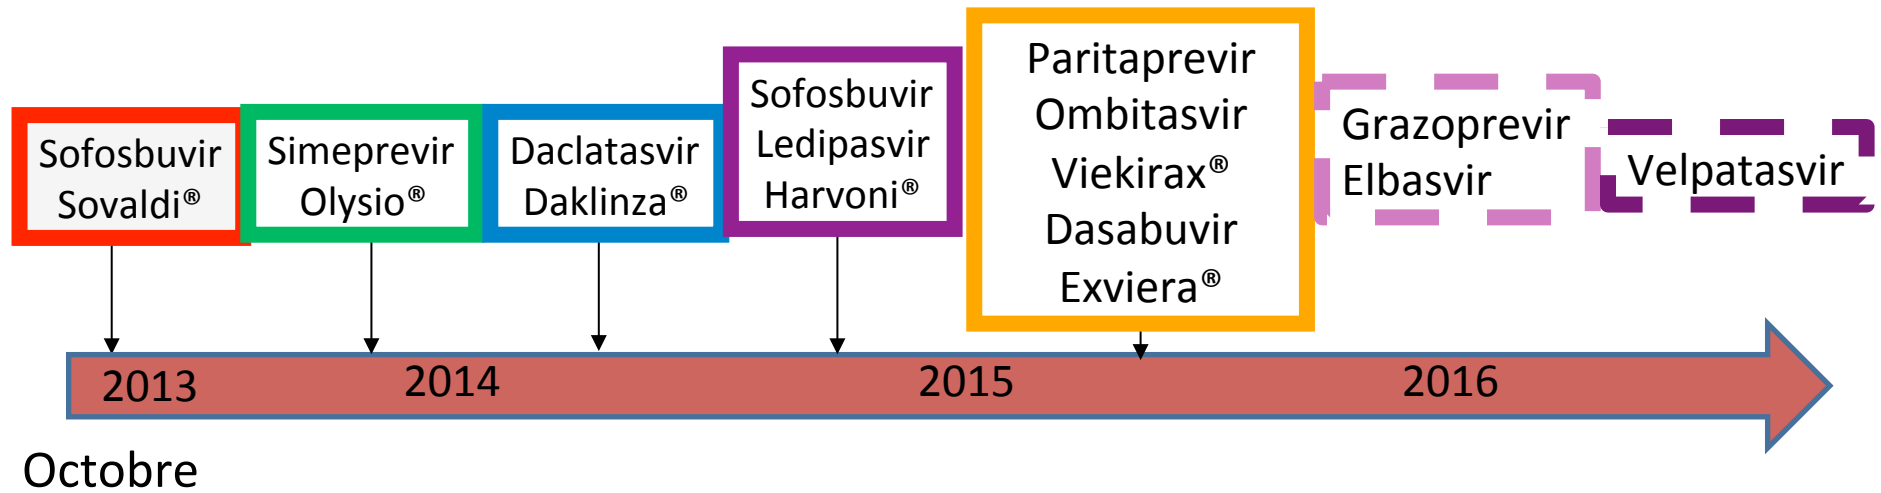 Sofosbuvir
Sovaldi®
Simeprevir
Olysio®
Daclatasvir
Daklinza®
Sofosbuvir
Ledipasvir
Harvoni®
Paritaprevir
Ombitasvir
Viekirax®
Dasabuvir
Exviera®
Grazoprevir
Elbasvir
Velpatasvir
2013
2014
2015
2016
Octobre